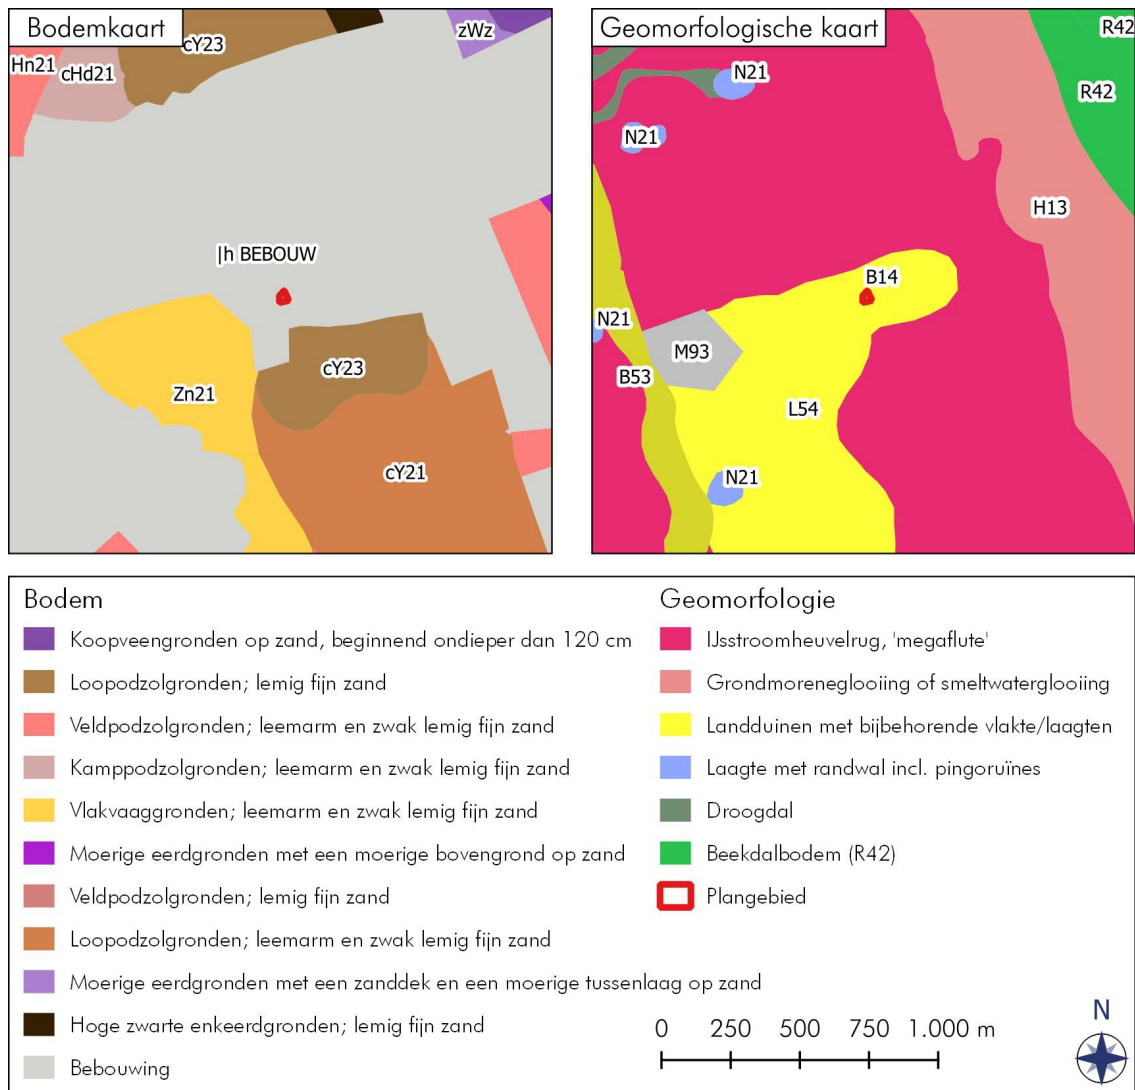 Bodemkaart
cY23
zWz
Hn21
cHd21
|h BEBOUW
cY23
Zn21
cY21
Geomorfologische kaart
R42
N21
R42
N21
H13
B14
N21
M93
B53
L54
N21
Bodem
Koopveengronden op zand, beginnend ondieper dan 120 cm
Loopodzolgronden; lemig fijn zand
Veldpodzolgronden; leemarm en zwak lemig fijn zand
Kamppodzolgronden; leemarm en zwak lemig fijn zand
Vlakvaaggronden; leemarm en zwak lemig fijn zand
Moerige eerdgronden met een moerige bovengrond op zand
Veldpodzolgronden; lemig fijn zand
Loopodzolgronden; leemarm en zwak lemig fijn zand
Moerige eerdgronden met een zanddek en een moerige tussenlaag op zand
Hoge zwarte enkeerdgronden; lemig fijn zand
Bebouwing
Geomorfologie
IJsstroomheuvelrug, 'megaflute'
Grondmoreneglooiing of smeltwaterglooiing
Landduinen met bijbehorende vlakte/laagten
Laagte met randwal incl. pingoruïnes
Droogdal
Beekdalbodem (R42)
Plangebied
0 250 500 750 1.000 m
N